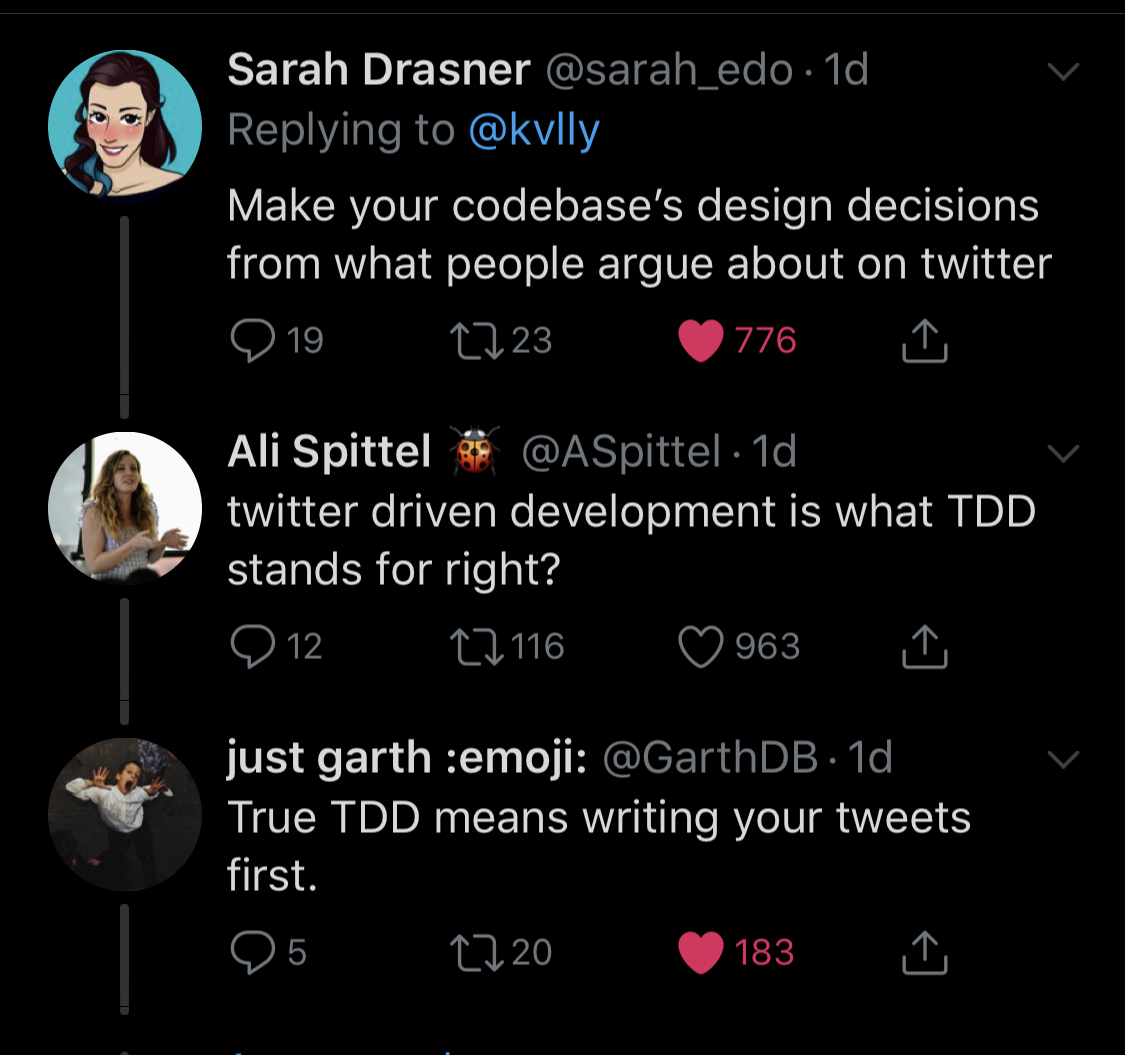 Sarah Drasner @sarah_edo · 1d
Replying to @kvlly
Make your codebase’s design decisions
from what people argue about on twitter
19 23 776
Ali Spittel 🐞 @ASpittel · 1d
twitter driven development is what TDD
stands for right?
12 116 963
just garth :emoji: @GarthDB · 1d
True TDD means writing your tweets
first.
5 20 183